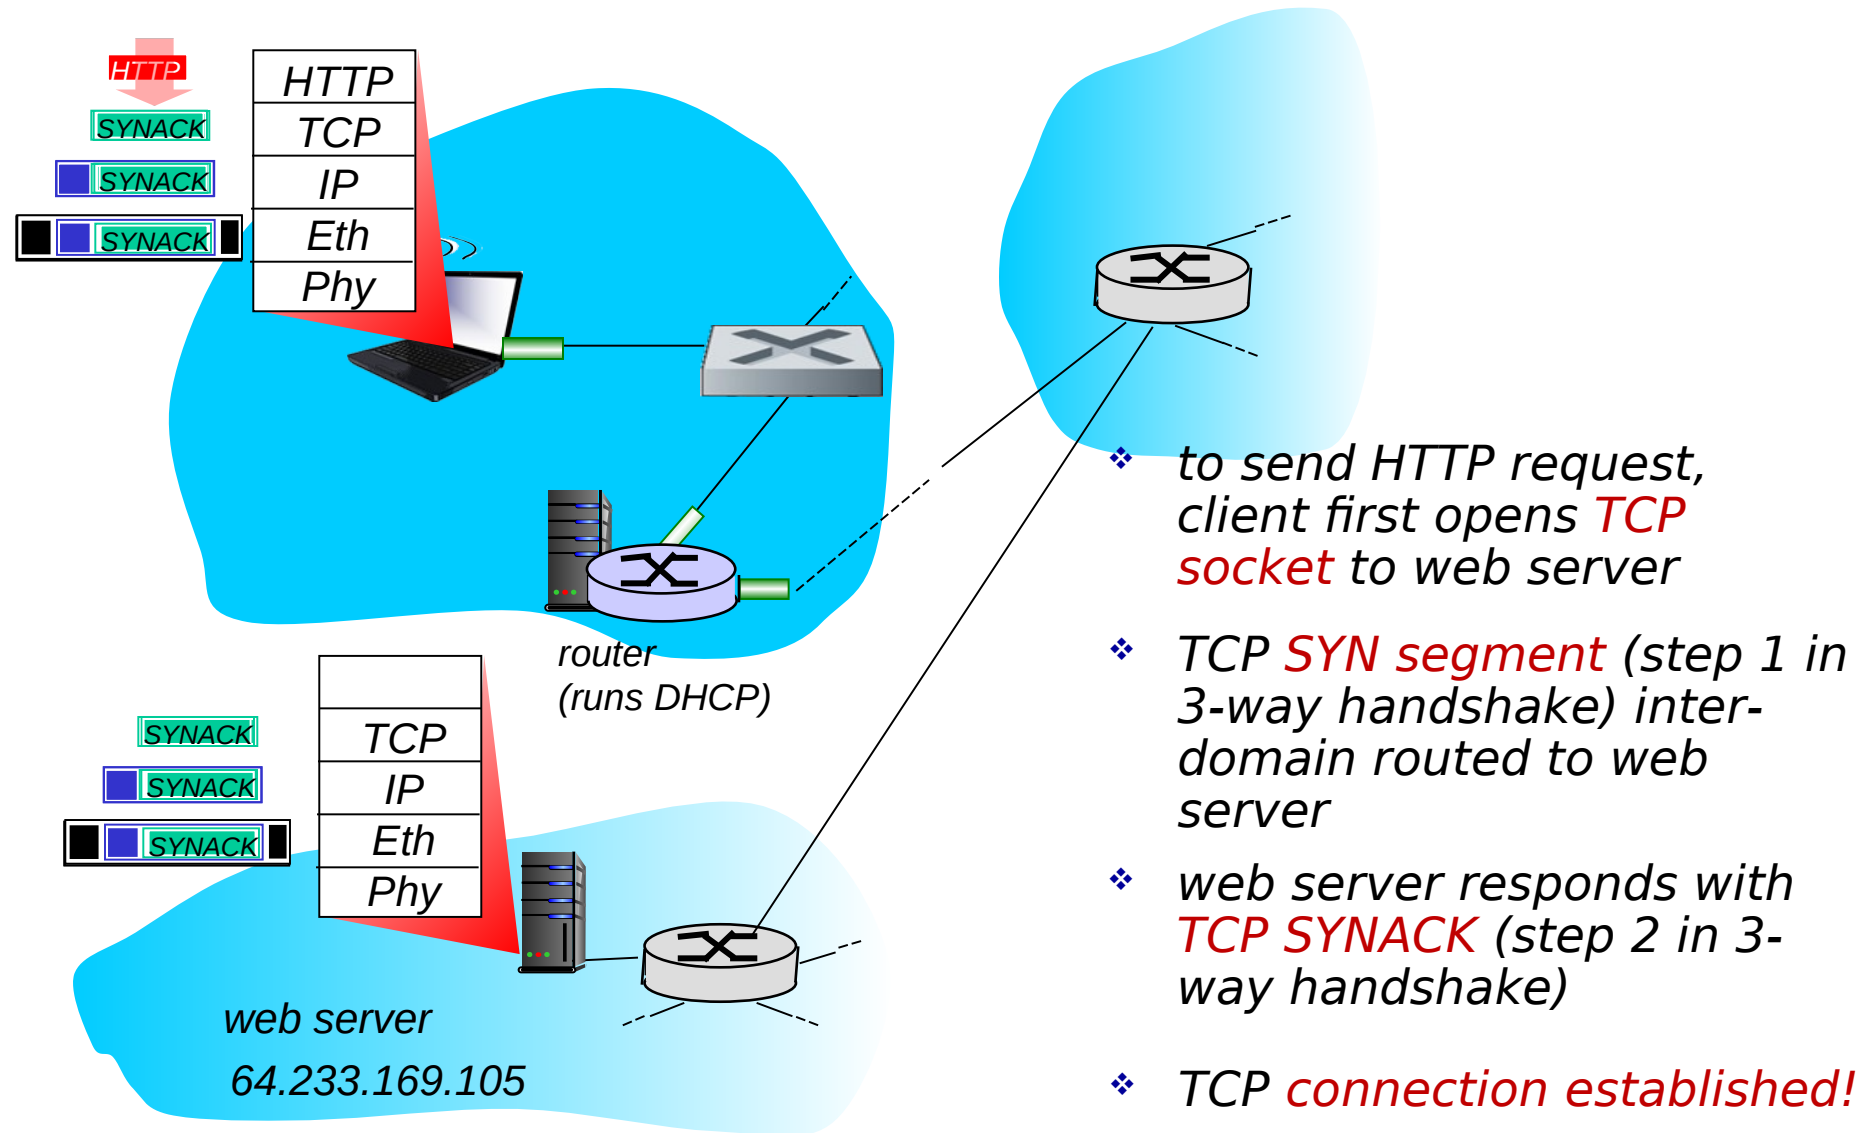 HTTP
SYNACK
SYNACK
SYNACK
HTTP
TCP
IP
Eth
Phy
router
(runs DHCP)
SYNACK
SYNACK
SYNACK
TCP
IP
Eth
Phy
web server
64.233.169.105
to send HTTP request,
client first opens TCP
socket to web server
TCP SYN segment (step 1 in
3-way handshake) inter-
domain routed to web
server
web server responds with
TCP SYNACK (step 2 in 3-
way handshake)
TCP connection established!